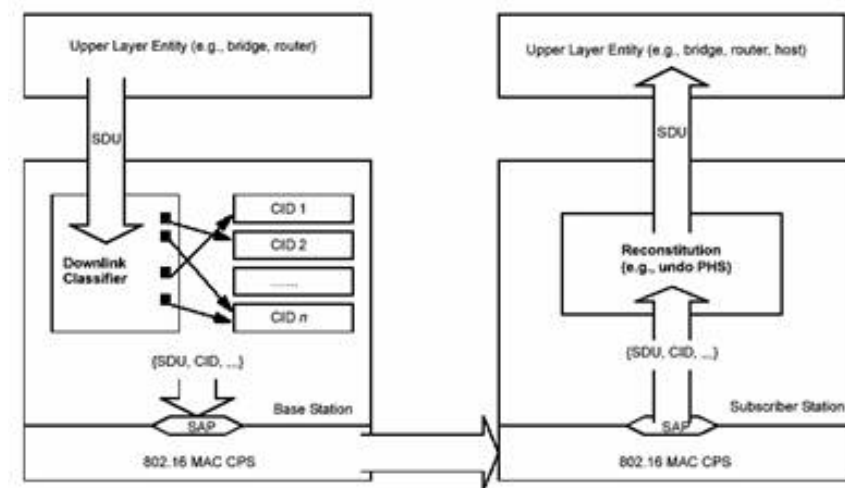 Upper Layer Entity (e.g., bridge, router)
SDU
Downlink
Classifier
CID 1
CID 2
.......
CID n
{SDU, CID, ,,,}
SAP
Base Station
802.16 MAC CPS
Upper Layer Entity (e.g., bridge, router, host)
SDU
Reconstitution
(e.g., undo PHS)
{SDU, CID, ,,,}
SAP
Subscriber Station
802.16 MAC CPS